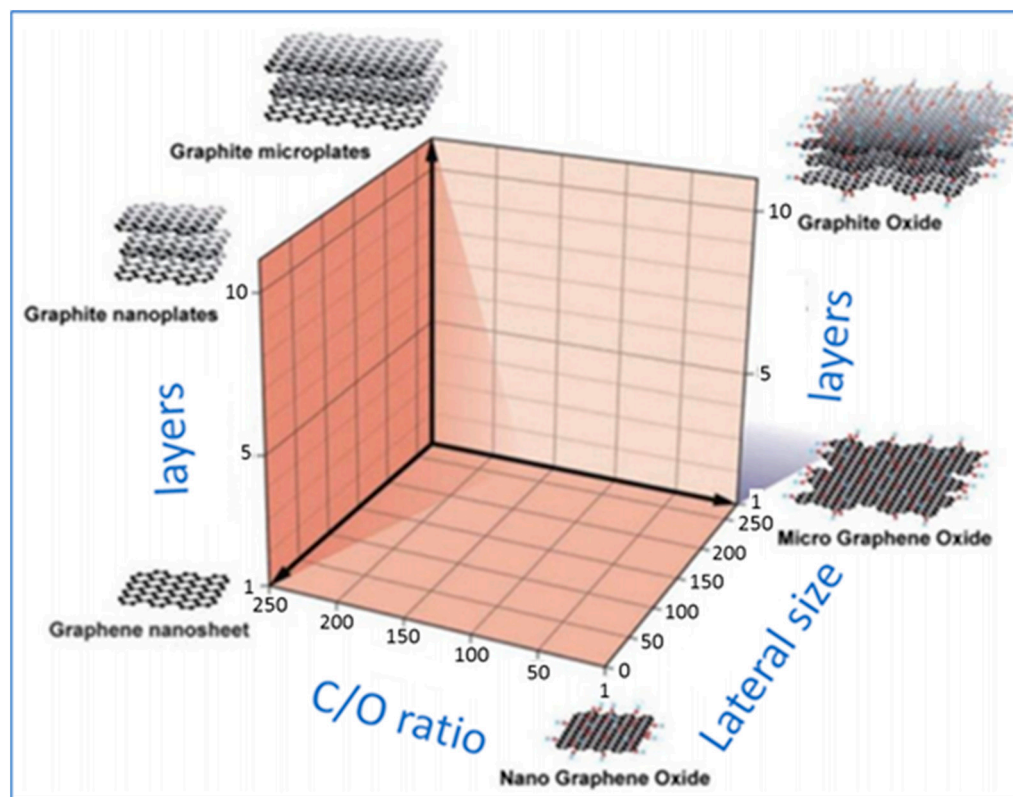 Graphite microplates
Graphite Oxide
Graphite nanoplates
10
10
layers
layers
5
5
Micro Graphene Oxide
1
250
200
150
100
50
0
Lateral size
Graphene nanosheet
1
250
200
150
100
50
1
C/O ratio
Nano Graphene Oxide